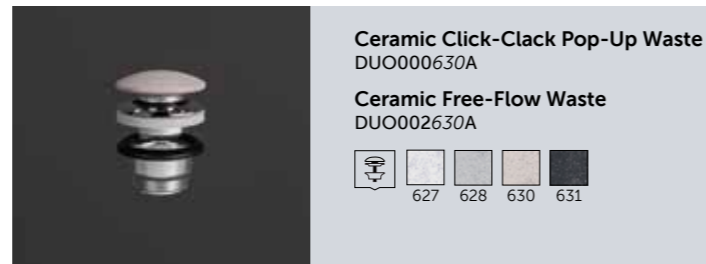 Ceramic Click-Clack Pop-Up Waste
DUO000630A
Ceramic Free-Flow Waste
DUO002630A
627 628 630 631